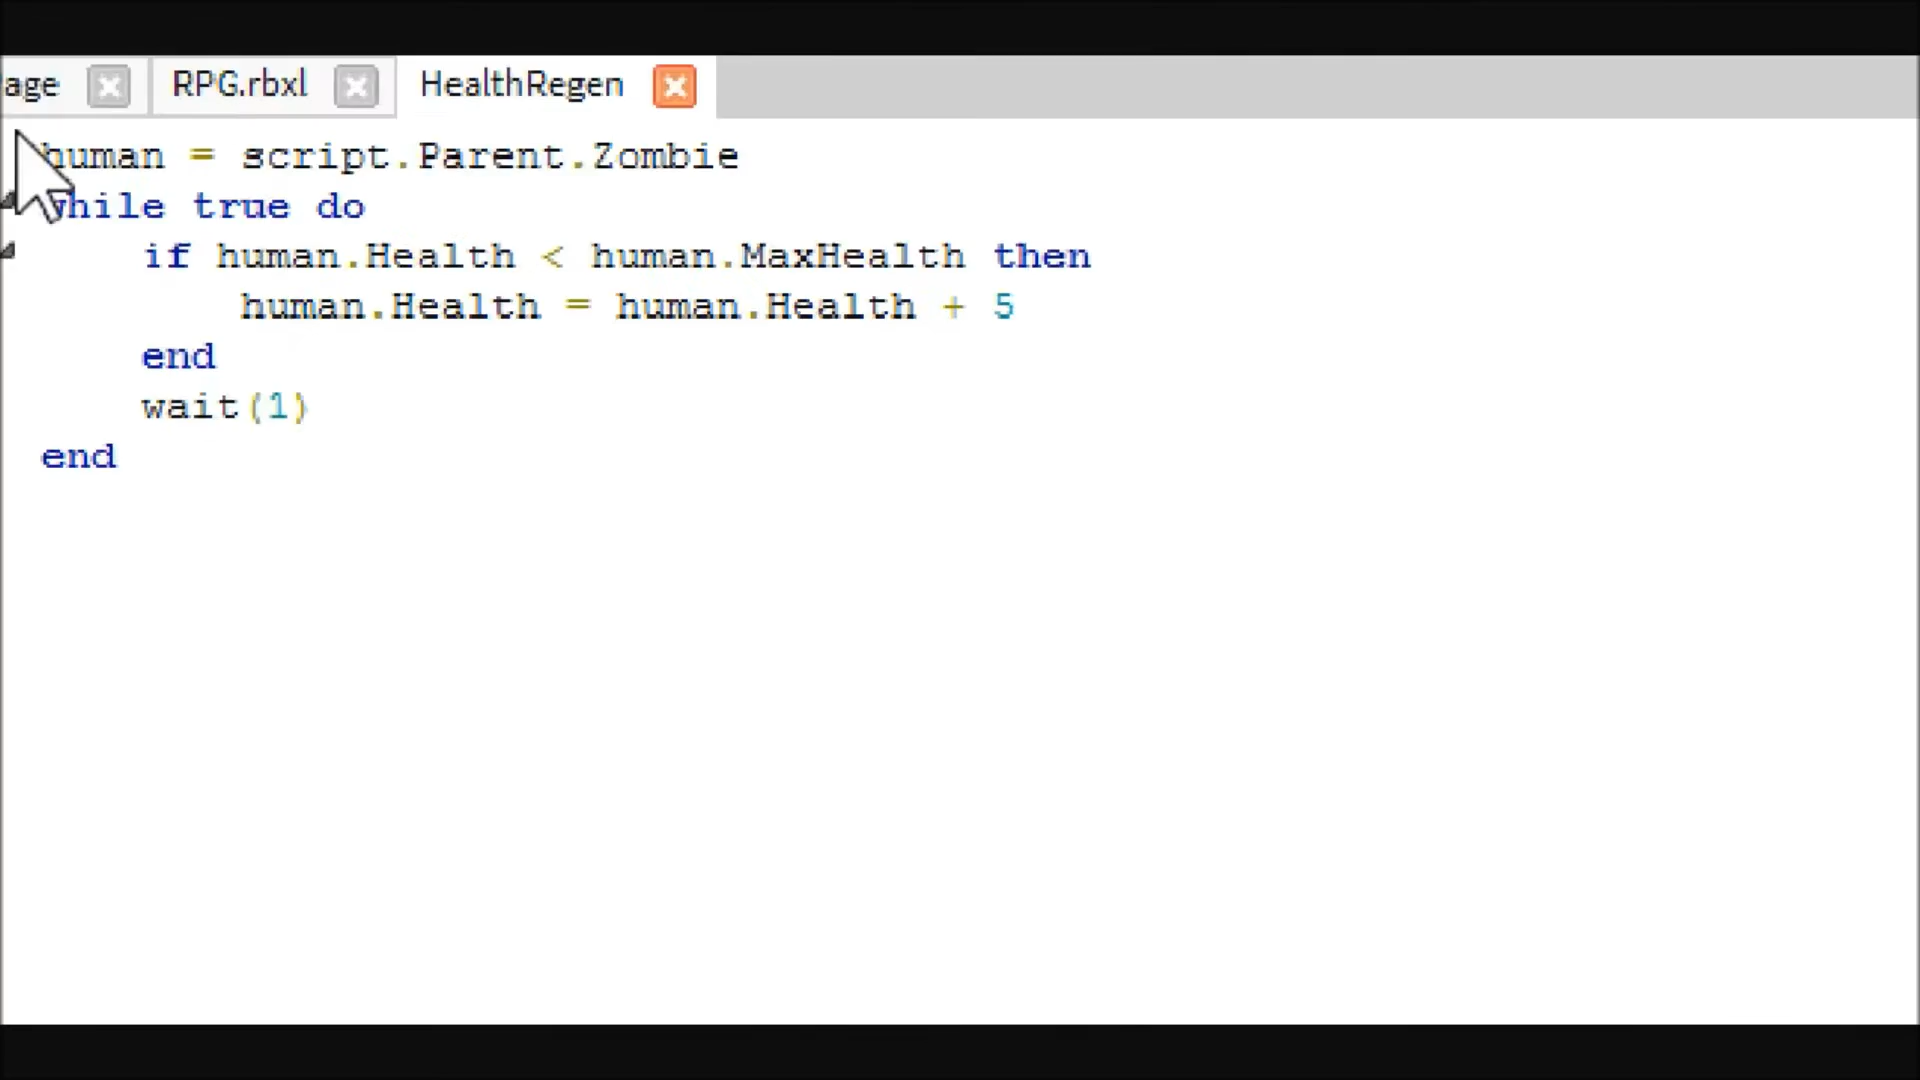 age RPG.rbxl HealthRegen
human = script.Parent.Zombie
while true do
    if human.Health < human.MaxHealth then
        human.Health = human.Health + 5
    end
    wait(1)
end